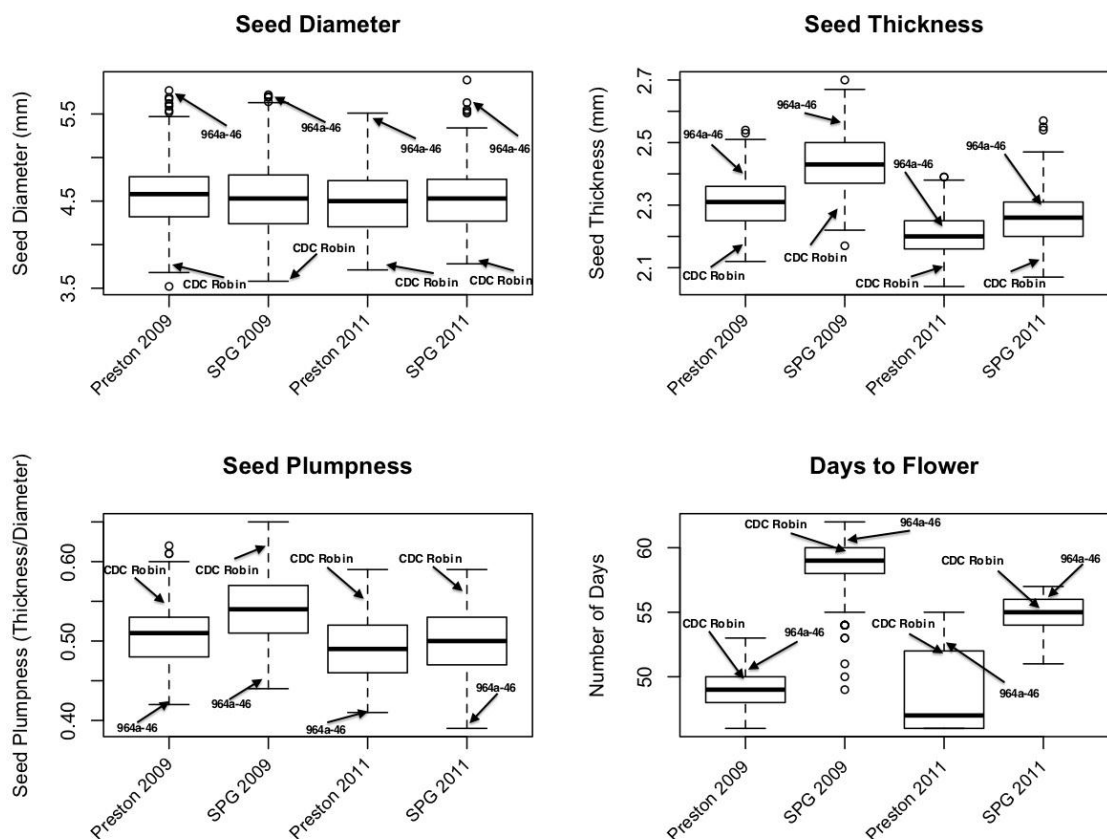 Seed Diameter
Seed Diameter (mm)
5.5
4.5
3.5
964a-46
964a-46
964a-46
964a-46
CDC Robin
CDC Robin
CDC Robin
CDC Robin
Preston 2009
SPG 2009
Preston 2011
SPG 2011
Seed Thickness
Seed Thickness (mm)
2.7
2.5
2.3
2.1
964a-46
964a-46
964a-46
964a-46
CDC Robin
CDC Robin
CDC Robin
CDC Robin
Preston 2009
SPG 2009
Preston 2011
SPG 2011
Seed Plumpness
Seed Plumpness (Thickness/Diameter)
0.60
0.50
0.40
CDC Robin
CDC Robin
CDC Robin
CDC Robin
964a-46
964a-46
964a-46
964a-46
Preston 2009
SPG 2009
Preston 2011
SPG 2011
Days to Flower
Number of Days
60
55
50
CDC Robin
964a-46
CDC Robin
964a-46
CDC Robin
964a-46
CDC Robin
964a-46
Preston 2009
SPG 2009
Preston 2011
SPG 2011